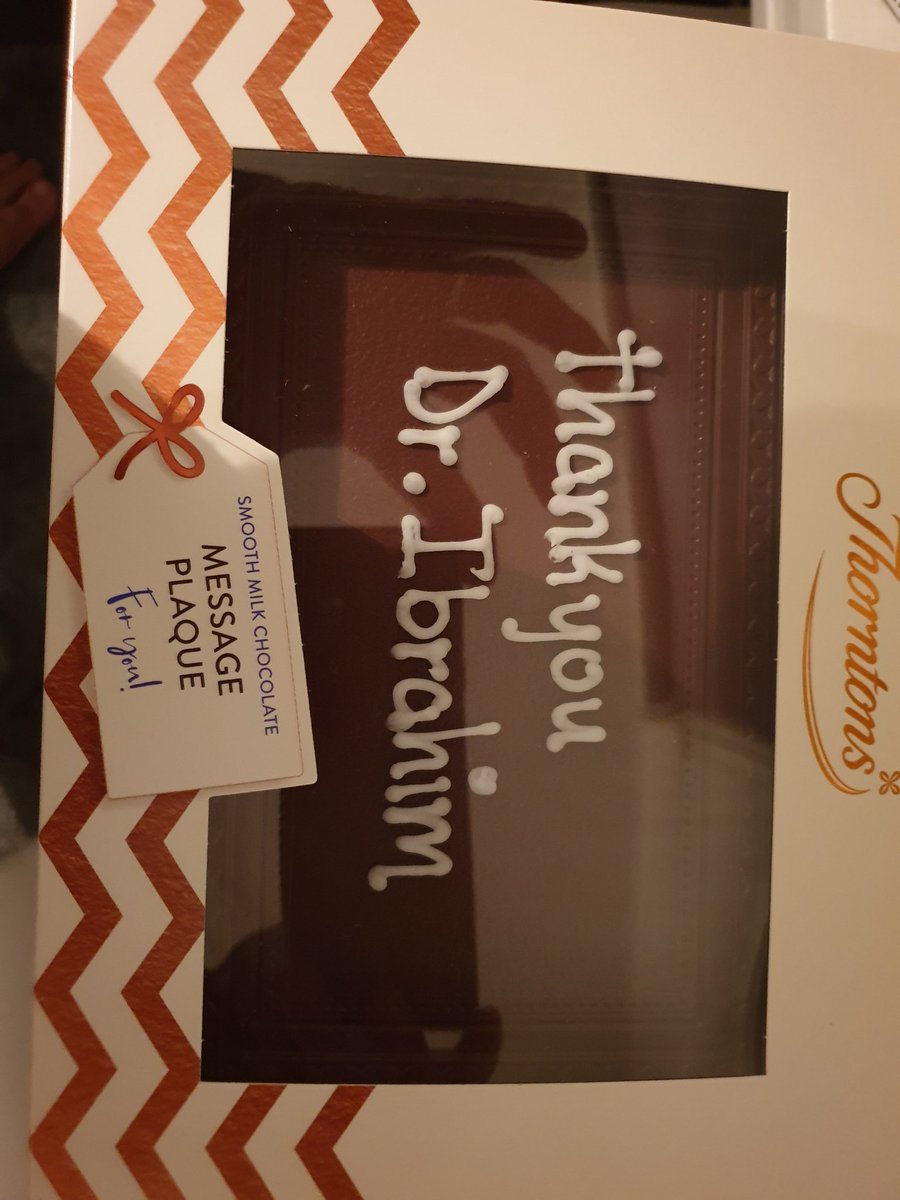 Thorntons
Thank you
Dr. Ibrahim
SMOOTH MILK CHOCOLATE
MESSAGE
PLAQUE
For you!